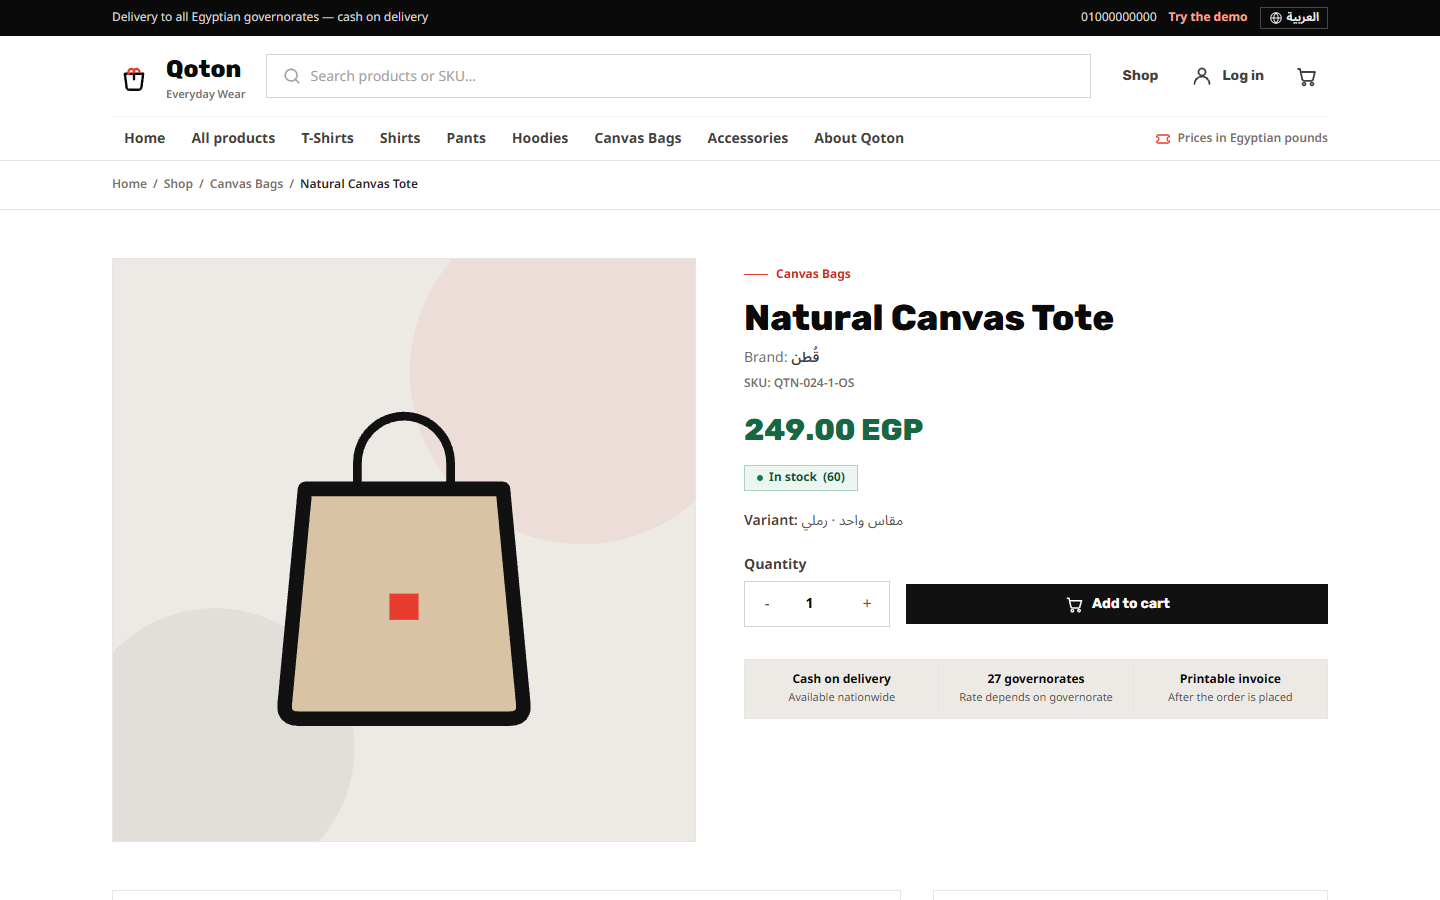 Delivery to all Egyptian governorates — cash on delivery
01000000000 Try the demo العربية
Qoton
Everyday Wear
Search products or SKU...
Shop Log in
Home All products T-Shirts Shirts Pants Hoodies Canvas Bags Accessories About Qoton
Prices in Egyptian pounds
Home / Shop / Canvas Bags / Natural Canvas Tote
Canvas Bags
Natural Canvas Tote
Brand: قُطن
SKU: QTN-024-1-OS
249.00 EGP
In stock (60)
Variant: مقاس واحد · رملي
Quantity
- 1 + Add to cart
Cash on delivery 27 governorates Printable invoice
Available nationwide Rate depends on governorate After the order is placed